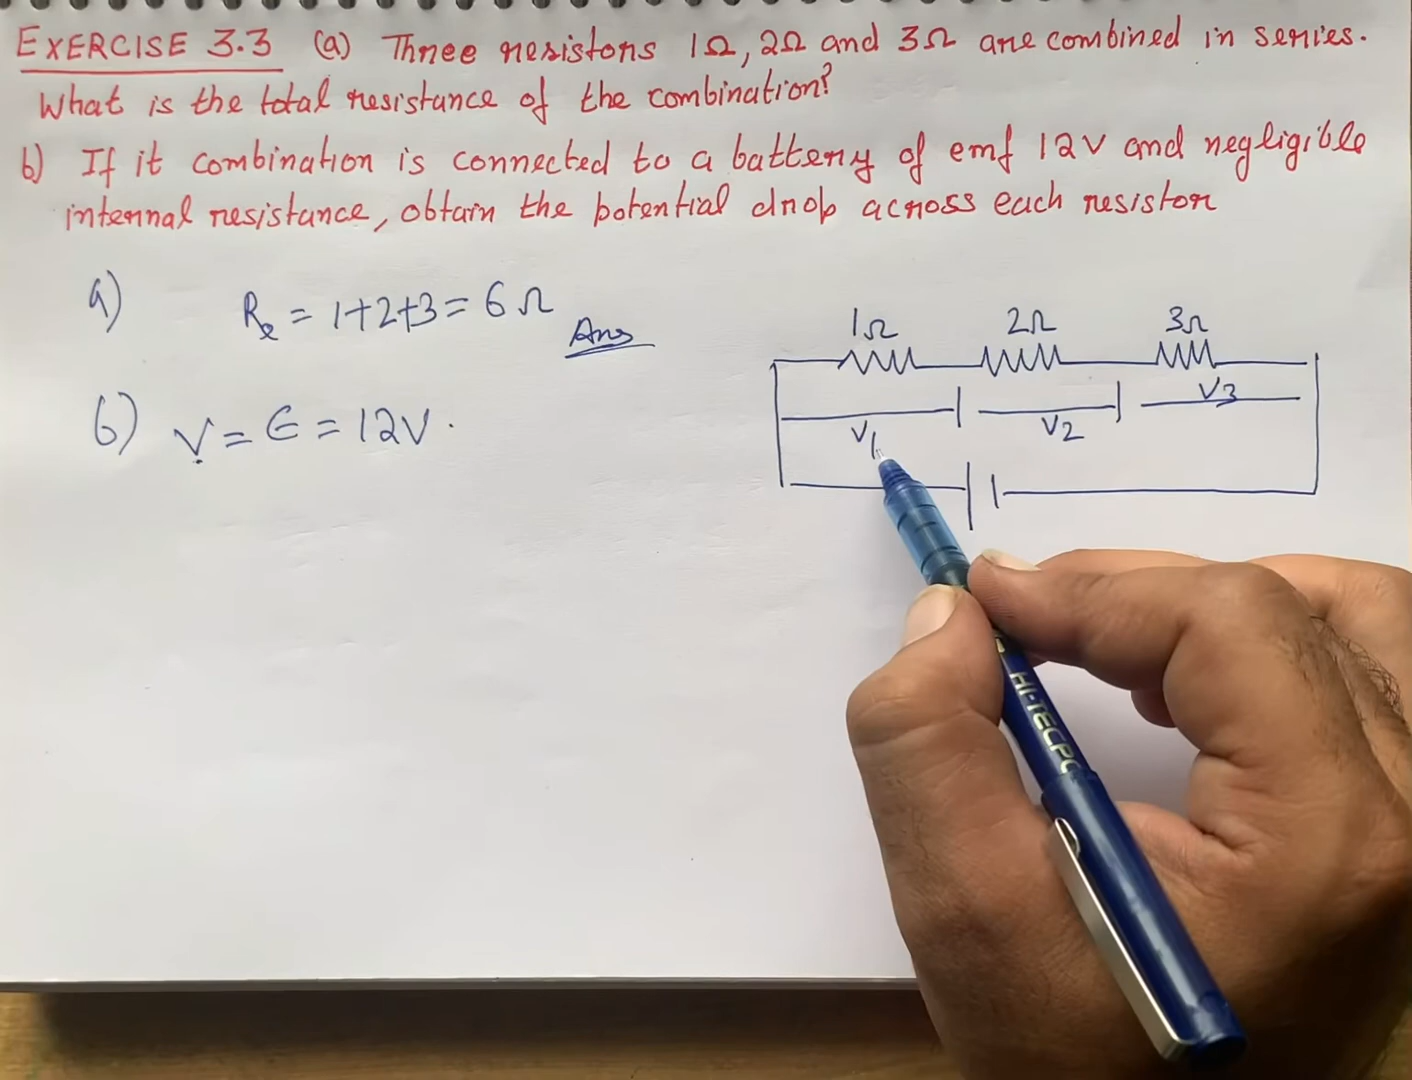 EXERCISE 3.3 (a) Three resistors 1Ω, 2Ω and 3Ω are combined in series.
What is the total resistance of the combination?
b) If it combination is connected to a battery of emf 12V and negligible
internal resistance, obtain the potential drop across each resistor
a) R = 1+2+3 = 6Ω
Ans
1Ω 2Ω 3Ω
V1 V2 V3
b) V = ϵ = 12V.
HI-TECPO